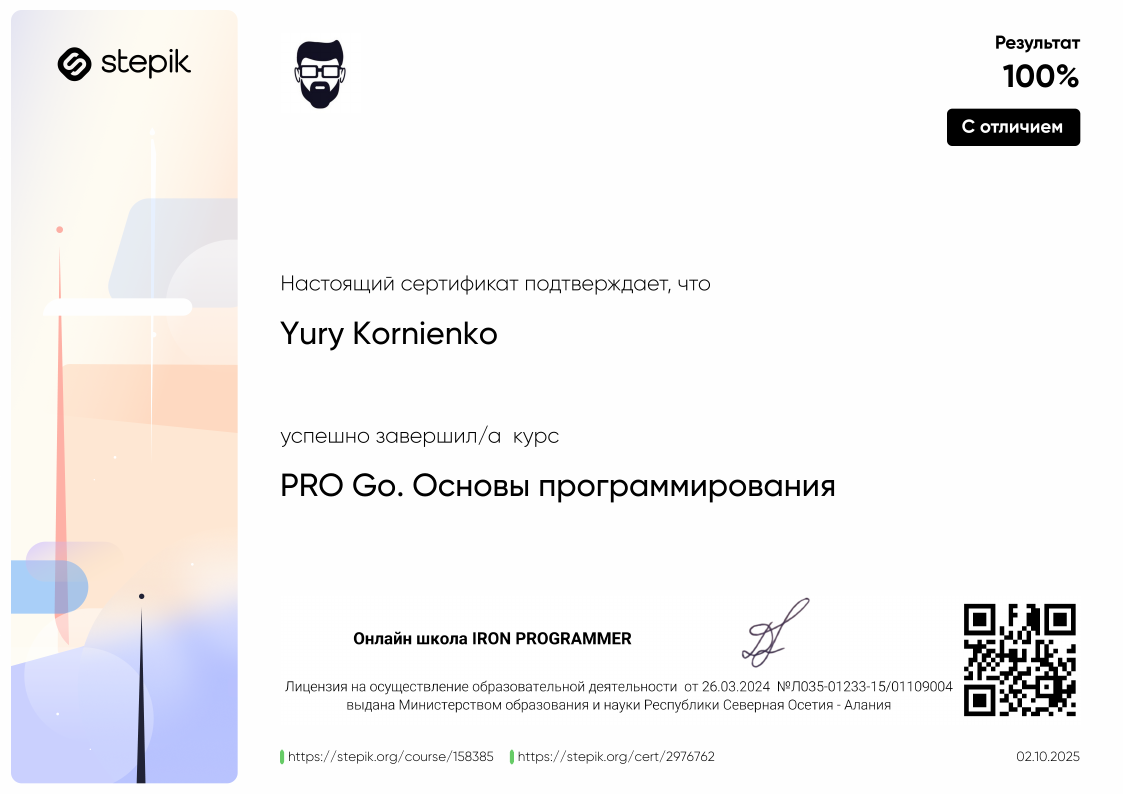 stepik
Результат
100%
С отличием
Настоящий сертификат подтверждает, что
Yury Kornienko
успешно завершил/а курс
PRO Go. Основы программирования
Онлайн школа IRON PROGRAMMER
Лицензия на осуществление образовательной деятельности от 26.03.2024 №Л035-01233-15/01109004
выдана Министерством образования и науки Республики Северная Осетия - Алания
https://stepik.org/course/158385 https://stepik.org/cert/2976762
02.10.2025